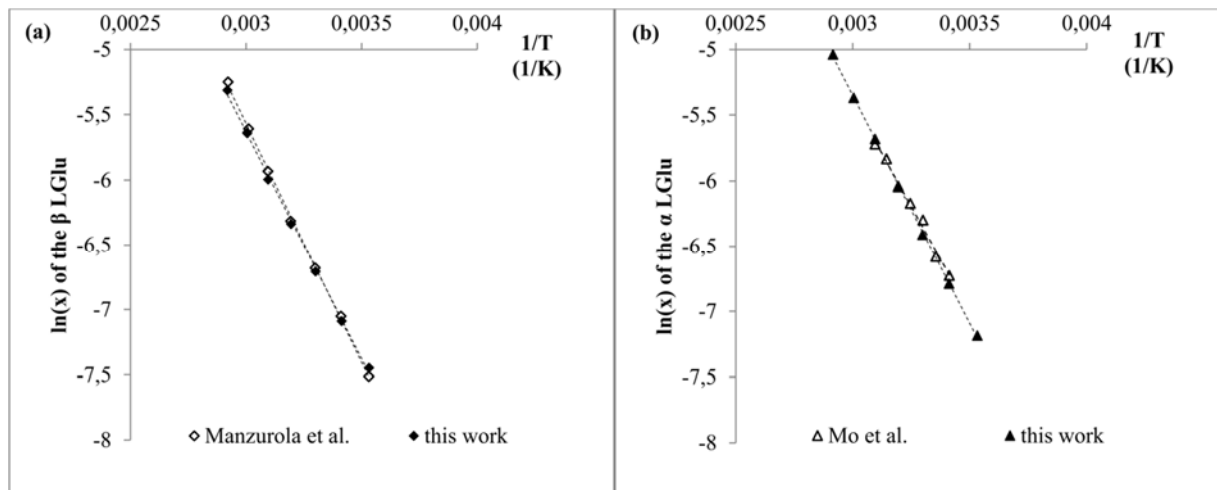 (a)
0,0025 0,003 0,0035 0,004
1/T
(1/K)
-5
-5,5
-6
-6,5
-7
-7,5
-8
ln(x) of the β LGlu
Manzurola et al.
this work
(b)
0,0025 0,003 0,0035 0,004
1/T
(1/K)
-5
-5,5
-6
-6,5
-7
-7,5
-8
ln(x) of the α LGlu
Mo et al.
this work